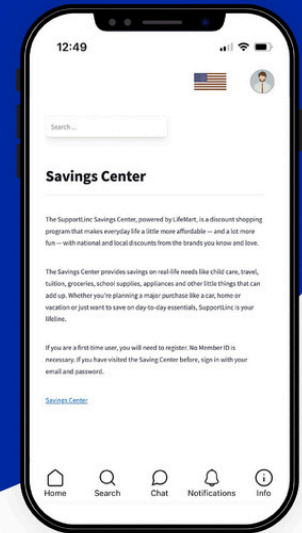 12:49
Search ...
Savings Center
The SupportLinc Savings Center, powered by LifeMart, is a discount shopping
program that makes everyday life a little more affordable — and a lot more
fun — with national and local discounts from the brands you know and love.
The Savings Center provides savings on real-life needs like child care, travel,
tuition, groceries, school supplies, appliances and other little things that can
add up. Whether you're planning a major purchase like a car, home or
vacation or just want to save on day-to-day essentials, SupportLinc is your
lifeline.
If you are a first-time user, you will need to register. No Member ID is
necessary. If you have visited the Saving Center before, sign in with your
email and password.
Savings Center
Home Search Chat Notifications Info